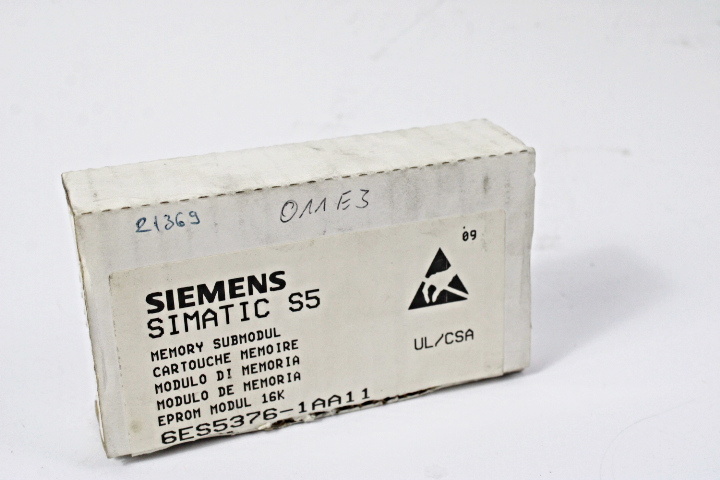 21369
011E3
09
SIEMENS
SIMATIC S5
MEMORY SUBMODUL
CARTOUCHE MEMOIRE
MODULO DI MEMORIA
MODULO DE MEMORIA
EPROM MODUL 16K
6ES5376-1AA11
UL/CSA